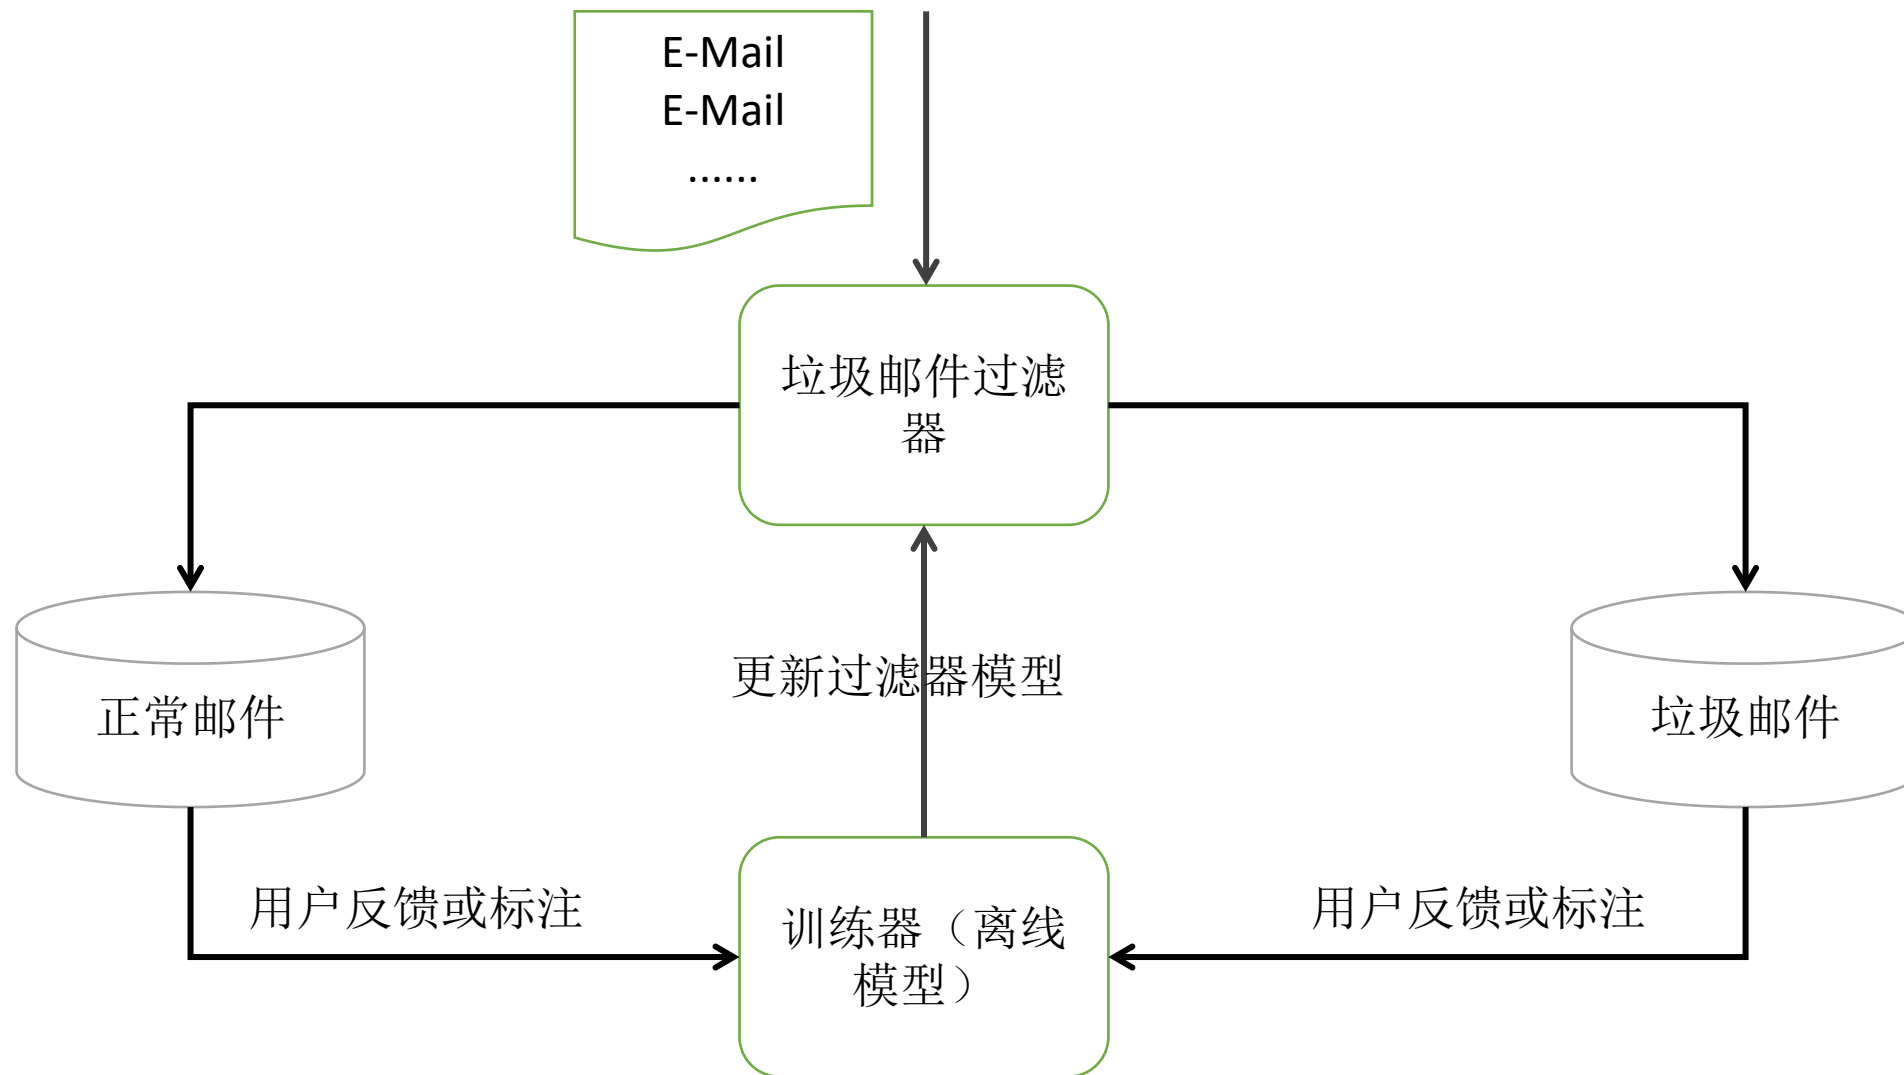 E-Mail
E-Mail
......
垃圾邮件过滤
器
更新过滤器模型
正常邮件
垃圾邮件
用户反馈或标注
用户反馈或标注
训练器（离线
模型）